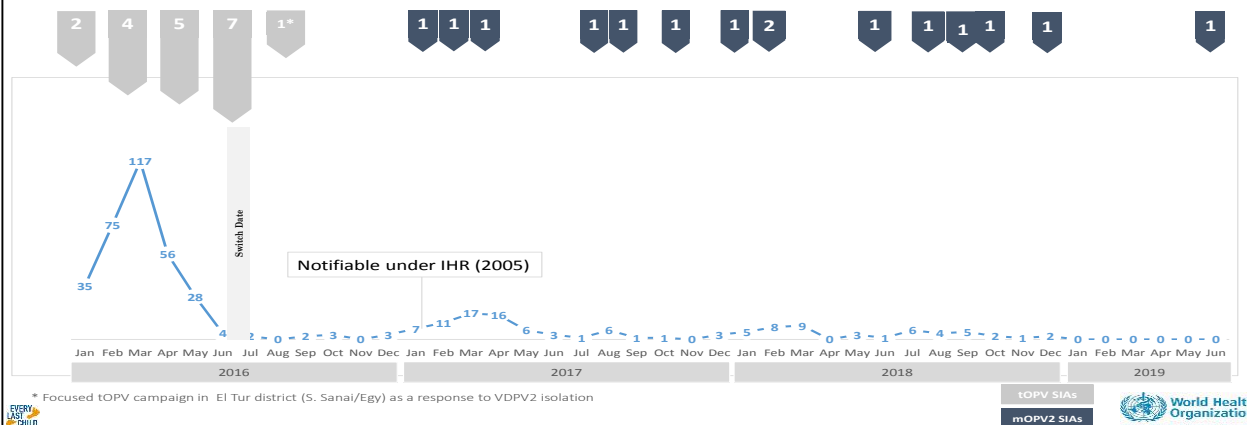 2 4 5 7 1* 1 1 1 1 1 1 1 2 1 1 1 1 1 1
117
75
56
35
28
4 2 0 2 3 0 3 7 11 17 16 6 3 1 6 1 1 0 3 5 8 9 0 3 1 6 4 5 2 1 2 0 0 0 0 0 0
Switch Date
Notifiable under IHR (2005)
Jan Feb Mar Apr May Jun Jul Aug Sep Oct Nov Dec Jan Feb Mar Apr May Jun Jul Aug Sep Oct Nov Dec Jan Feb Mar Apr May Jun Jul Aug Sep Oct Nov Dec Jan Feb Mar Apr May Jun
2016 2017 2018 2019
* Focused tOPV campaign in El Tur district (S. Sanai/Egy) as a response to VDPV2 isolation
tOPV SIAs
mOPV2 SIAs
EVERY
LAST
CHILD
World Healt
Organizatio